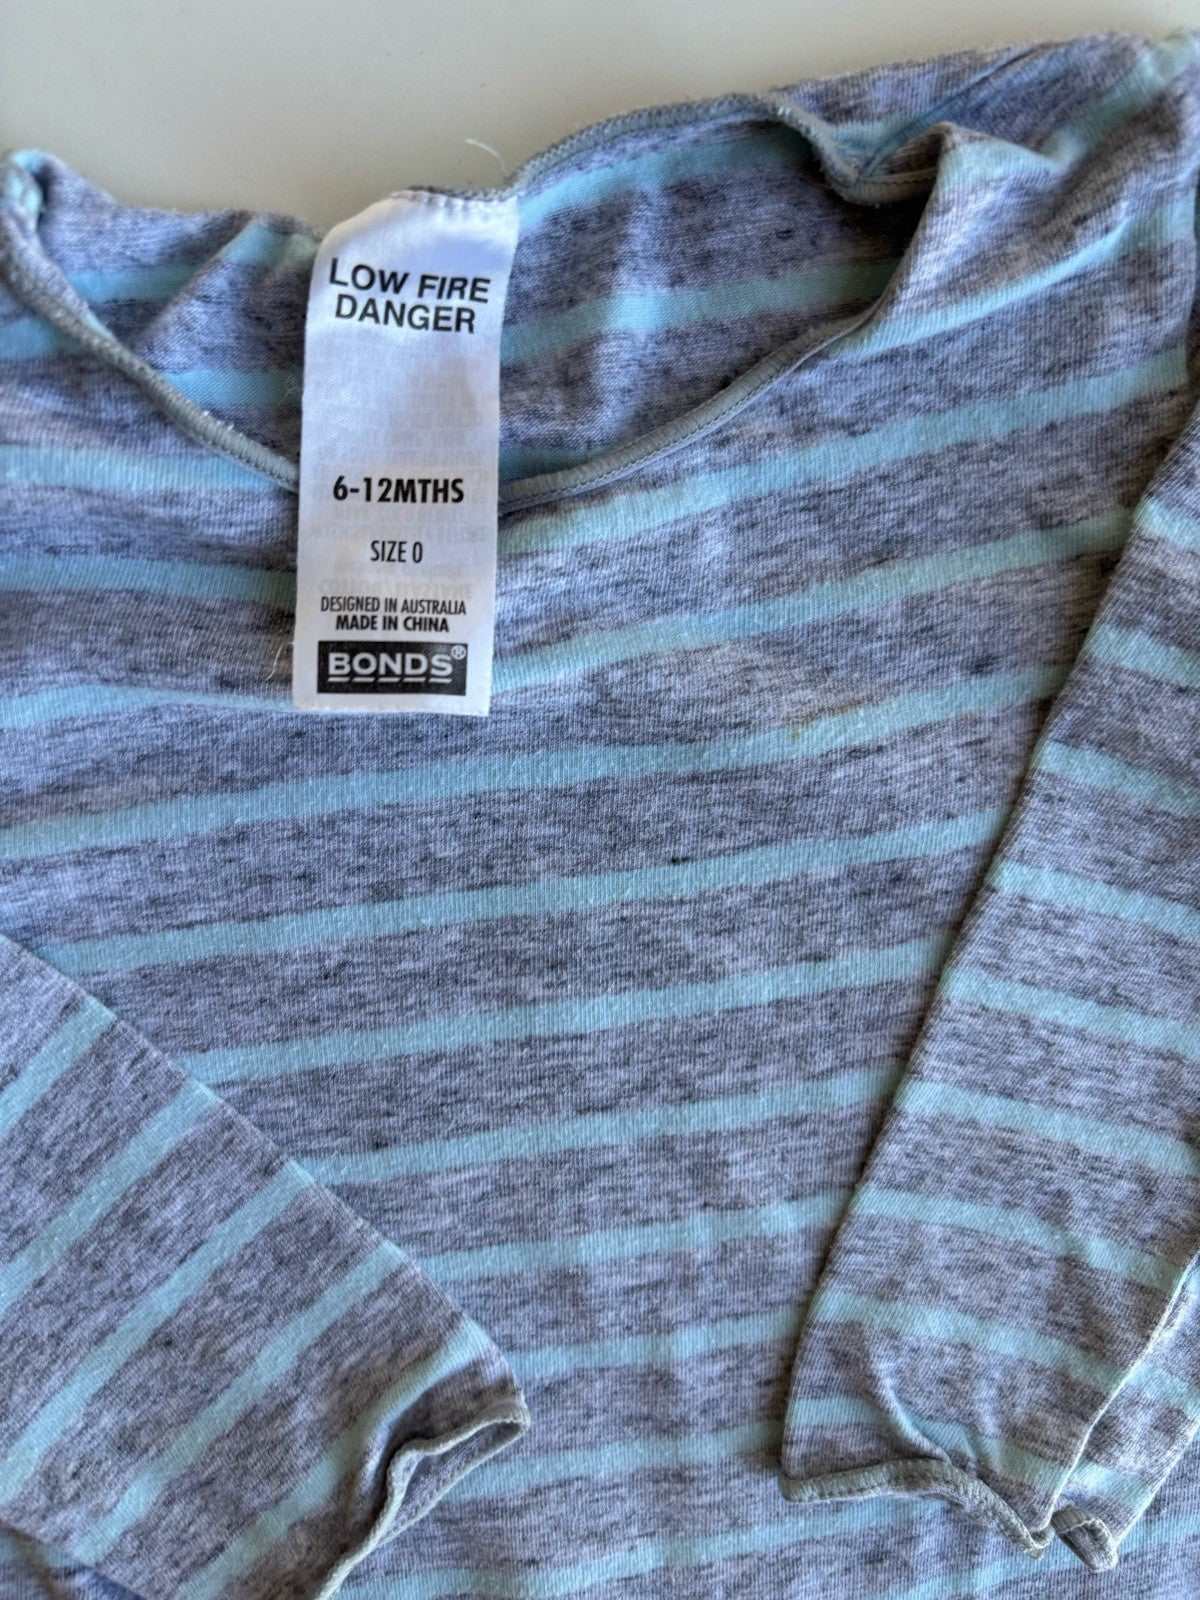 LOW FIRE
DANGER
6-12MTHS
SIZE 0
DESIGNED IN AUSTRALIA
MADE IN CHINA
BONDS®